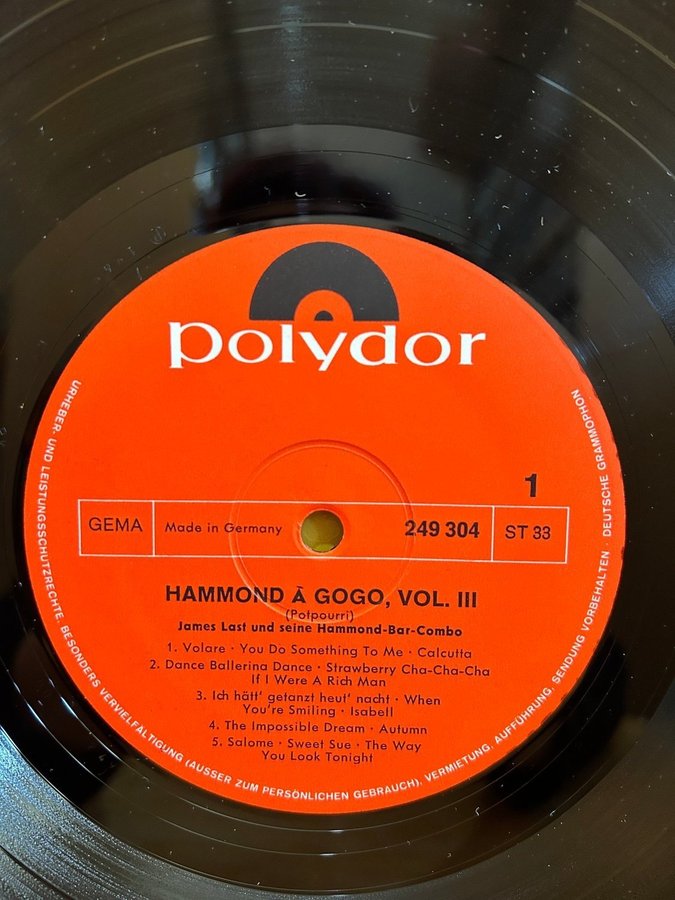 polydor
1
GEMA Made in Germany 249 304 ST 33
HAMMOND À GOGO, VOL. III
(Potpourri)
James Last und seine Hammond-Bar-Combo
1. Volare · You Do Something To Me · Calcutta
2. Dance Ballerina Dance · Strawberry Cha-Cha-Cha
If I Were A Rich Man
3. Ich hätt' getanzt heut' nacht · When
You're Smiling · Isabell
4. The Impossible Dream · Autumn
5. Salome · Sweet Sue · The Way
You Look Tonight
URHEBER- UND LEISTUNGSSCHUTZRECHTE, BESONDERS VERVIELFÄLTIGUNG (AUSSER ZUM PERSÖNLICHEN GEBRAUCH), VERMIETUNG, AUFFÜHRUNG, SENDUNG VORBEHALTEN · DEUTSCHE GRAMMOPHON